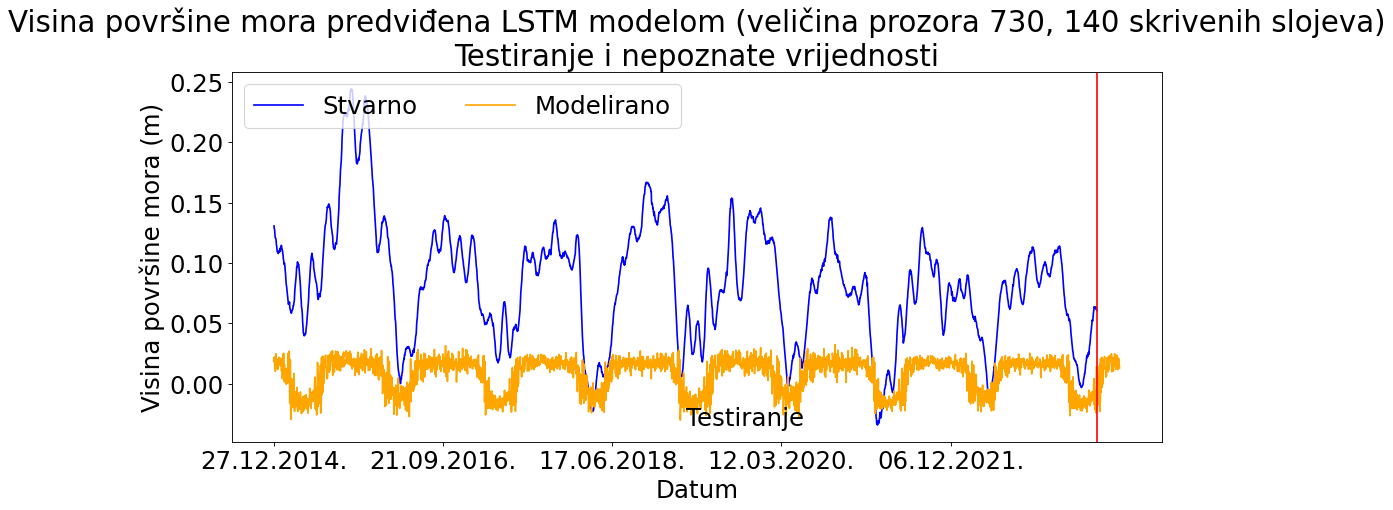 Visina površine mora predviđena LSTM modelom (veličina prozora 730, 140 skrivenih slojeva)
Testiranje i nepoznate vrijednosti
Stvarno
Modelirano
Visina površine mora (m)
0.25
0.20
0.15
0.10
0.05
0.00
Testiranje
27.12.2014.
21.09.2016.
17.06.2018.
12.03.2020.
06.12.2021.
Datum